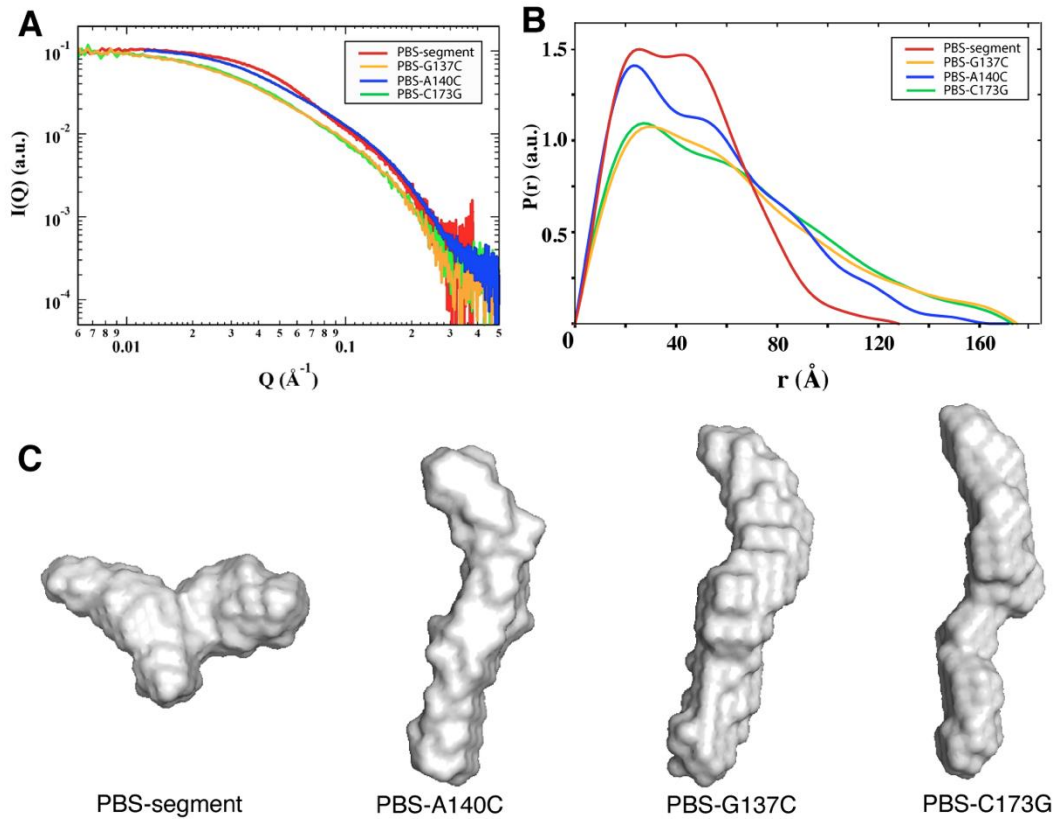 A
PBS-segment
PBS-G137C
PBS-A140C
PBS-C173G
I(Q) (a.u.)
10-1
10-2
10-3
10-4
6 7 8 9 2 3 4 5 6 7 8 9 2 3 4 5
0.01 0.1
Q (Å-1)
B
PBS-segment
PBS-G137C
PBS-A140C
PBS-C173G
P(r) (a.u.)
1.5
1.0
0.5
0 40 80 120 160
r (Å)
C
PBS-segment PBS-A140C PBS-G137C PBS-C173G